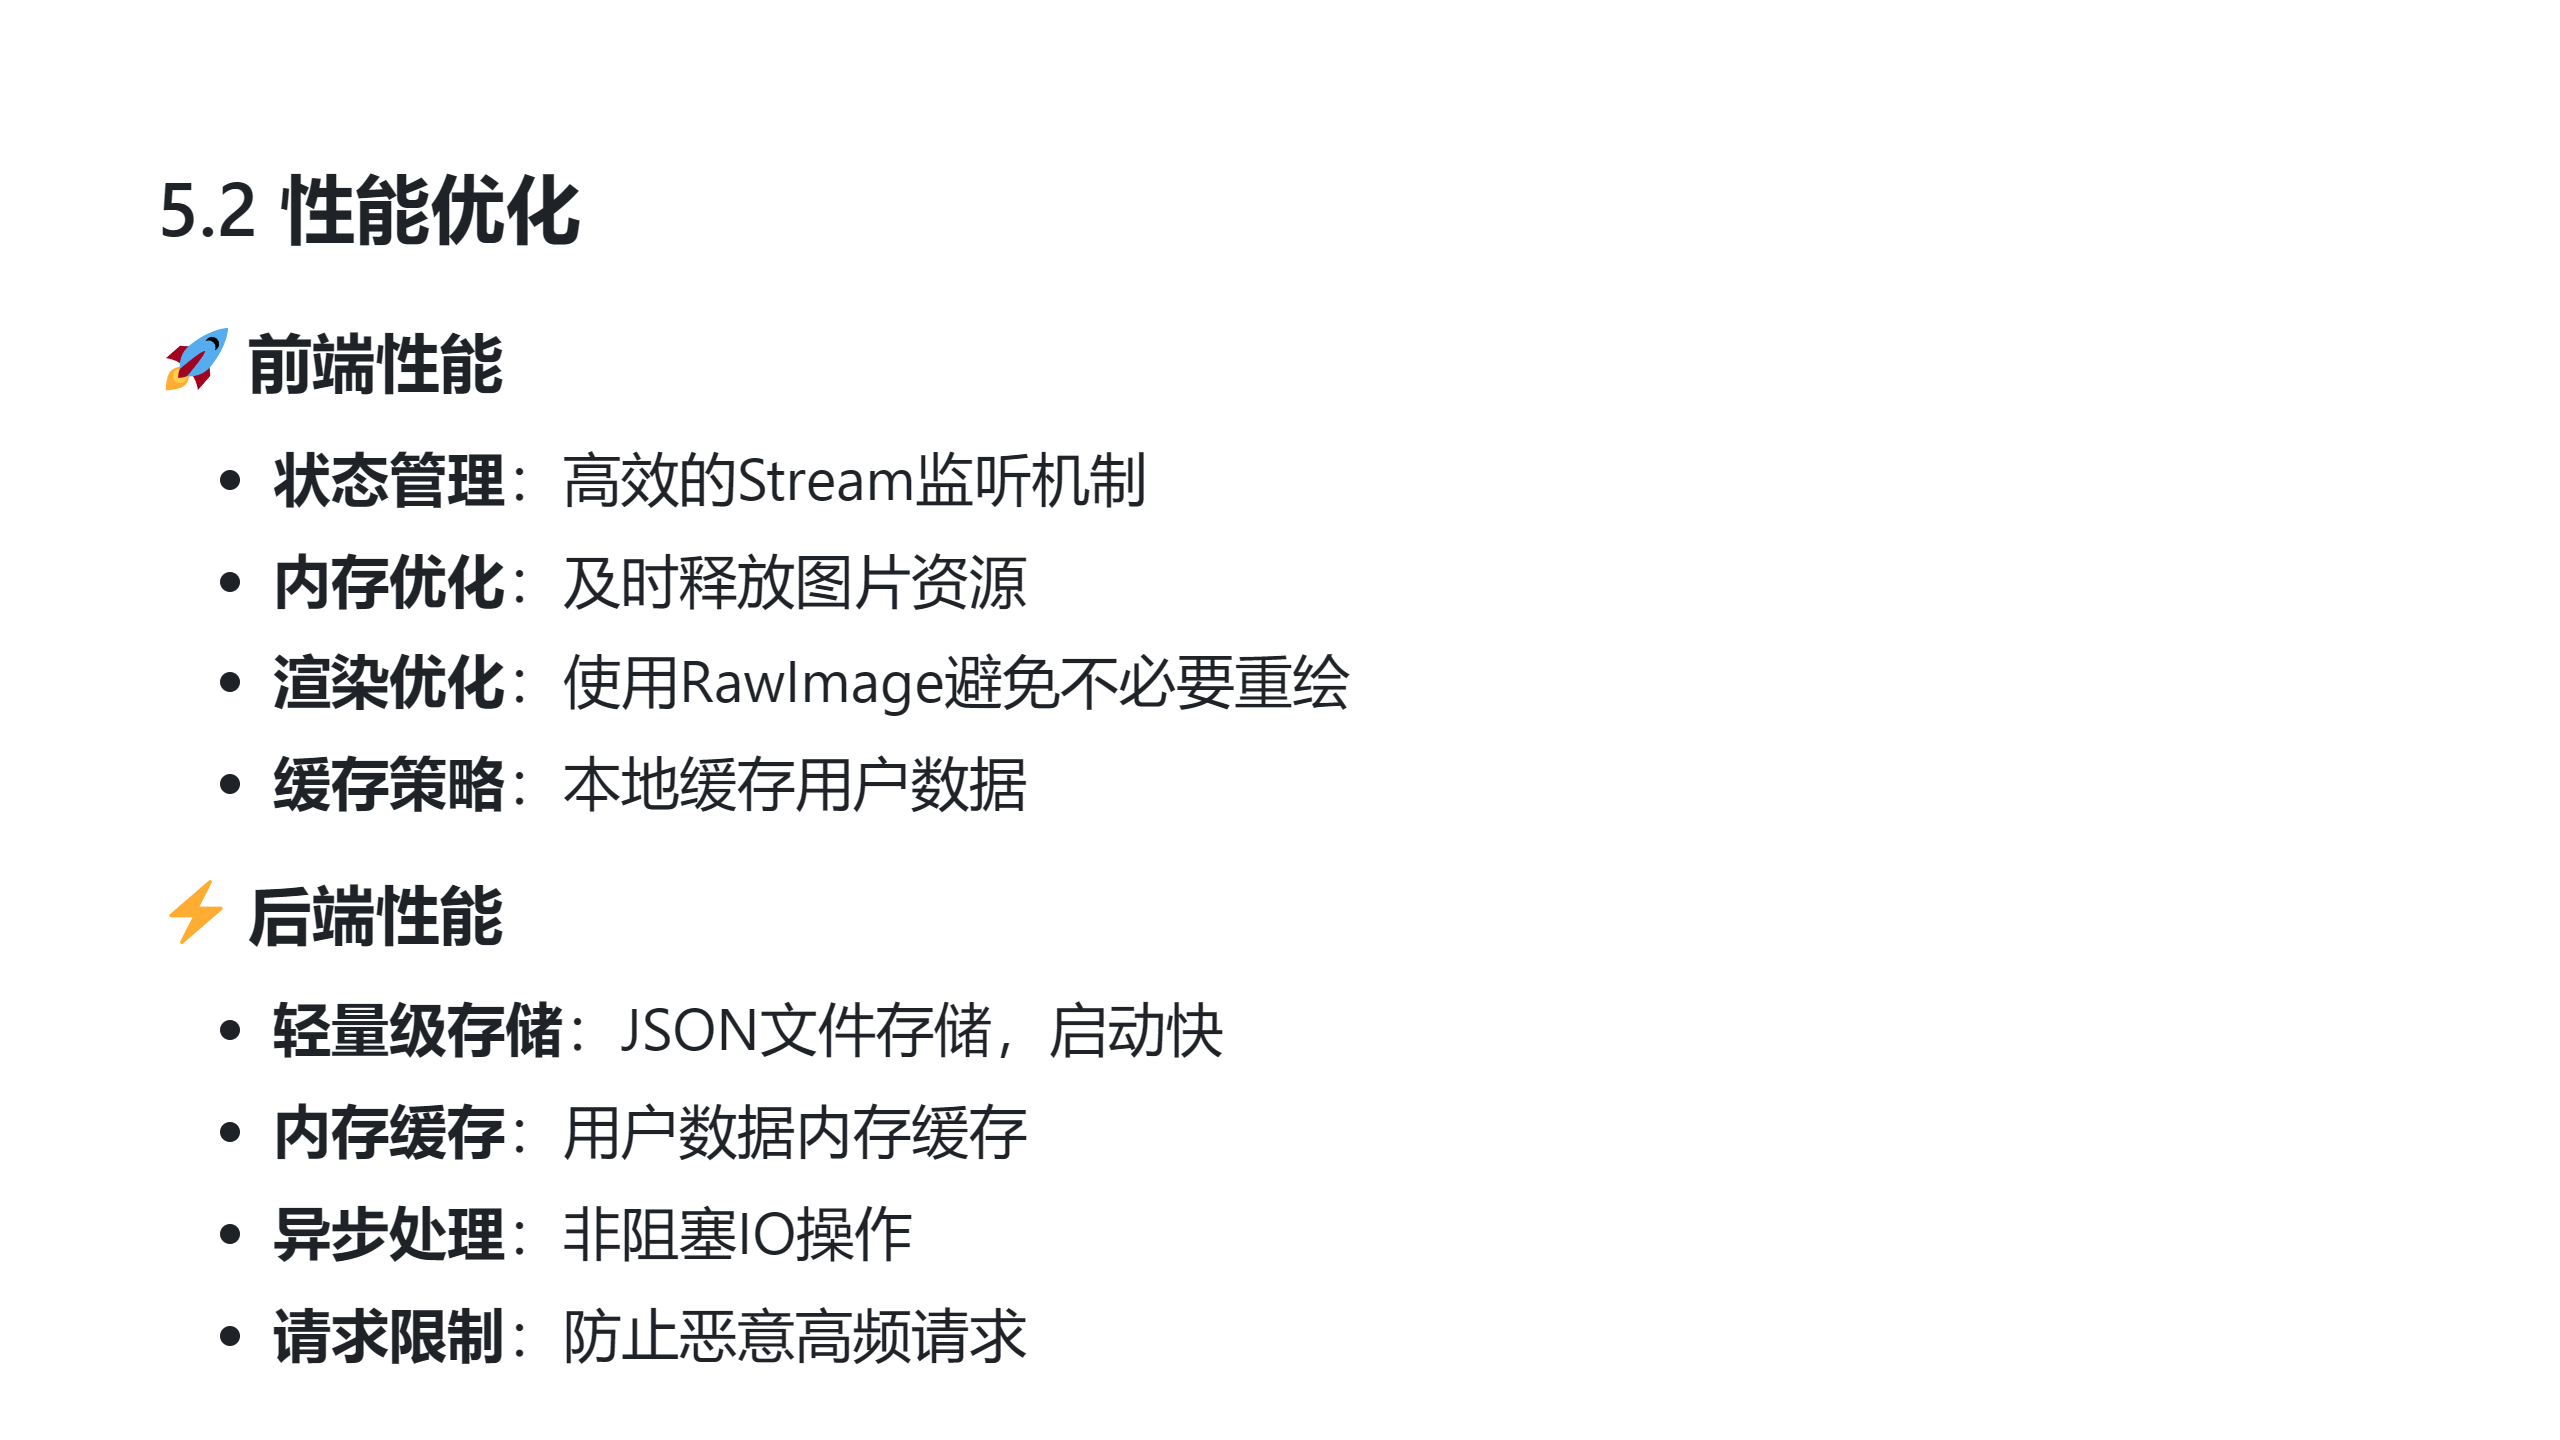 5.2 性能优化
🚀 前端性能
• 状态管理：高效的Stream监听机制
• 内存优化：及时释放图片资源
• 渲染优化：使用RawImage避免不必要重绘
• 缓存策略：本地缓存用户数据
⚡ 后端性能
• 轻量级存储：JSON文件存储，启动快
• 内存缓存：用户数据内存缓存
• 异步处理：非阻塞IO操作
• 请求限制：防止恶意高频请求